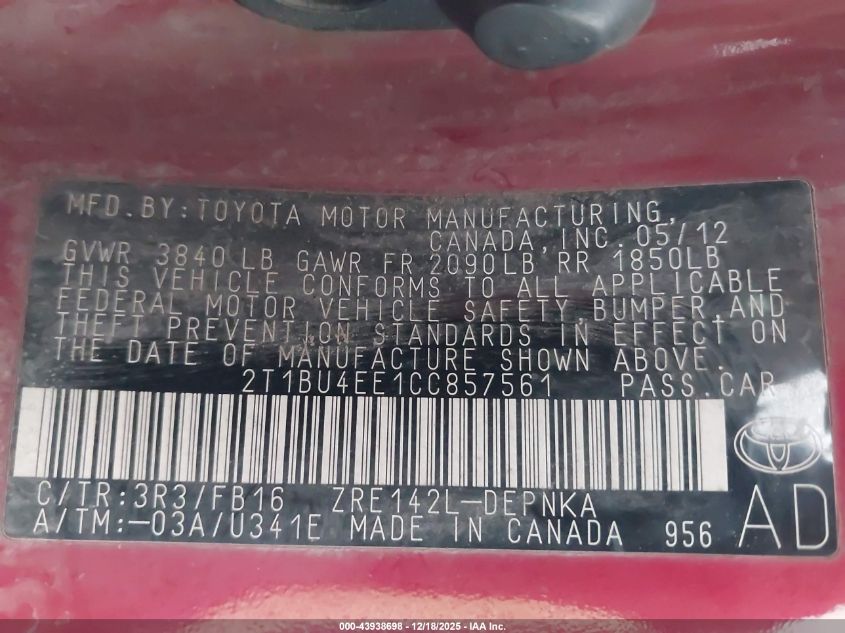 MFD.BY:TOYOTA MOTOR MANUFACTURING,
CANADA,INC. 05/12
GVWR 3840LB GAWR FR 2090LB RR 1850LB
THIS VEHICLE CONFORMS TO ALL APPLICABLE
FEDERAL MOTOR VEHICLE SAFETY,BUMPER,AND
THEFT PREVENTION STANDARDS IN EFFECT ON
THE DATE OF MANUFACTURE SHOWN ABOVE.
2T1BU4EE1CC857561 PASS.CAR
C/TR:3R3/FB16 ZRE142L-DEPNKA
A/TM:-03A/U341E MADE IN CANADA 956 AD
000-43938698 - 12/18/2025 - IAA Inc.